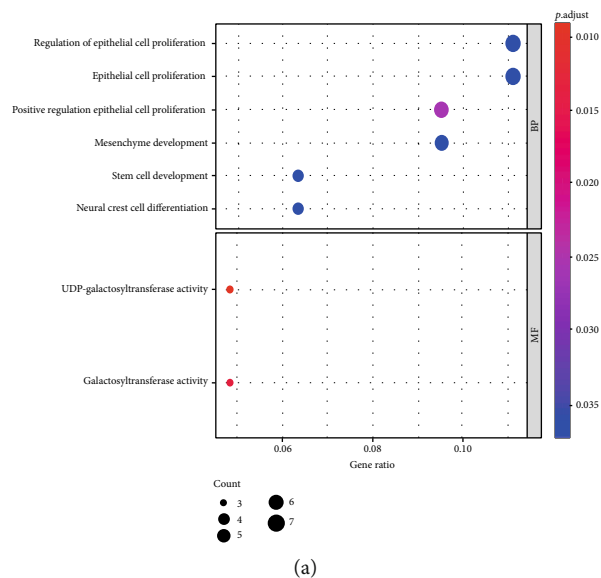 p.adjust
Regulation of epithelial cell proliferation
Epithelial cell proliferation
Positive regulation epithelial cell proliferation
Mesenchyme development
Stem cell development
Neural crest cell differentiation
BP
UDP-galactosyltransferase activity
Galactosyltransferase activity
MF
0.010
0.015
0.020
0.025
0.030
0.035
0.06 0.08 0.10
Gene ratio
Count
3 6
4 7
5
(a)